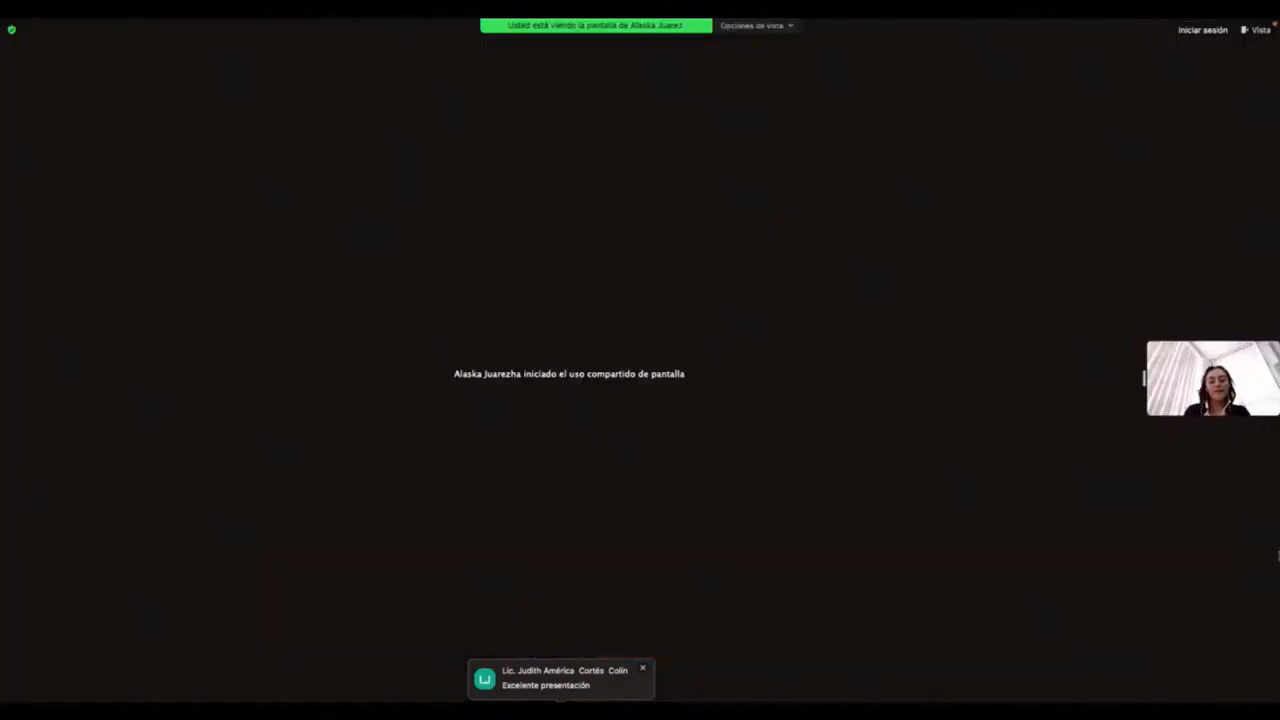 Usted está viendo la pantalla de Alaska Juarez
Opciones de vista
Iniciar sesión
Vista
Alaska Juarezha iniciado el uso compartido de pantalla
LJ
Lic. Judith América Cortés Colín
Excelente presentación